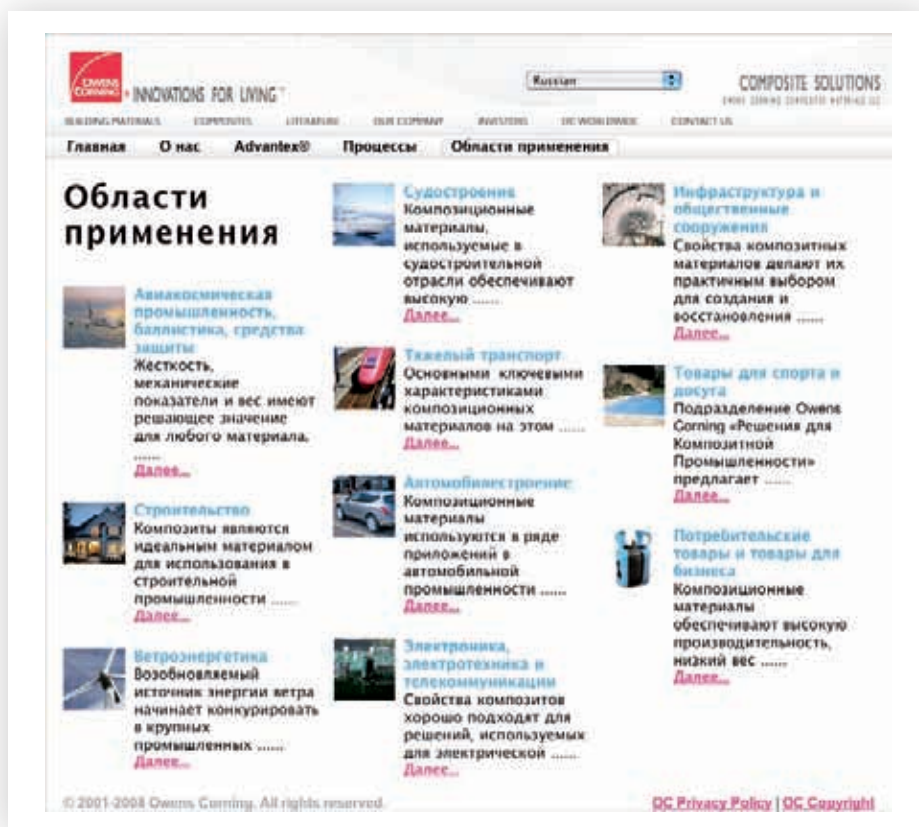 OWENS
CORNING
INNOVATIONS FOR LIVING™
Russian
COMPOSITE SOLUTIONS
OWENS CORNING COMPOSITE MATERIALS LLC
BUILDING MATERIALS COMPOSITES LITERATURE OUR COMPANY INVESTORS OC WORLDWIDE CONTACT US
Главная О нас Advantex® Процессы Области применения
Области
применения
Авиакосмическая
промышленность,
баллистика, средства
защиты
Жесткость,
механические
показатели и вес имеют
решающее значение
для любого материала,
......
Далее...
Строительство
Композиты являются
идеальным материалом
для использования в
строительной
промышленности ......
Далее...
Ветроэнергетика
Возобновляемый
источник энергии ветра
начинает конкурировать
в крупных
промышленных ......
Далее...
Судостроение
Композиционные
материалы,
используемые в
судостроительной
отрасли обеспечивают
высокую ......
Далее...
Тяжелый транспорт
Основными ключевыми
характеристиками
композиционных
материалов на этом ......
Далее...
Автомобилестроение
Композиционные
материалы
используются в ряде
приложений в
автомобильной
промышленности ......
Далее...
Электроника,
электротехника и
телекоммуникации
Свойства композитов
хорошо подходят для
решений, используемых
для электрической ......
Далее...
Инфраструктура и
общественные
сооружения
Свойства композитных
материалов делают их
практичным выбором
для создания и
восстановления ......
Далее...
Товары для спорта и
досуга
Подразделение Owens
Corning «Решения для
Композитной
Промышленности»
предлагает ......
Далее...
Потребительские
товары и товары для
бизнеса
Композиционные
материалы
обеспечивают высокую
производительность,
низкий вес ......
Далее...
© 2001-2008 Owens Corning. All rights reserved.
OC Privacy Policy | OC Copyright